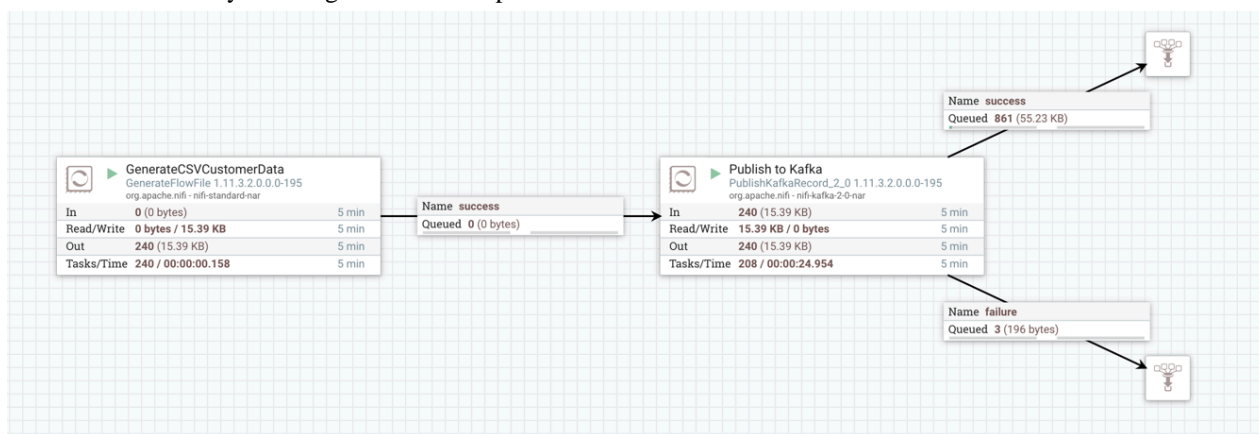 Name success
Queued 861 (55.23 KB)
GenerateCSVCustomerData
GenerateFlowFile 1.11.3.2.0.0.0-195
org.apache.nifi - nifi-standard-nar
In 0 (0 bytes) 5 min
Read/Write 0 bytes / 15.39 KB 5 min
Out 240 (15.39 KB) 5 min
Tasks/Time 240 / 00:00:00.158 5 min
Name success
Queued 0 (0 bytes)
Publish to Kafka
PublishKafkaRecord_2_0 1.11.3.2.0.0.0-195
org.apache.nifi - nifi-kafka-2-0-nar
In 240 (15.39 KB) 5 min
Read/Write 15.39 KB / 0 bytes 5 min
Out 240 (15.39 KB) 5 min
Tasks/Time 208 / 00:00:24.954 5 min
Name failure
Queued 3 (196 bytes)